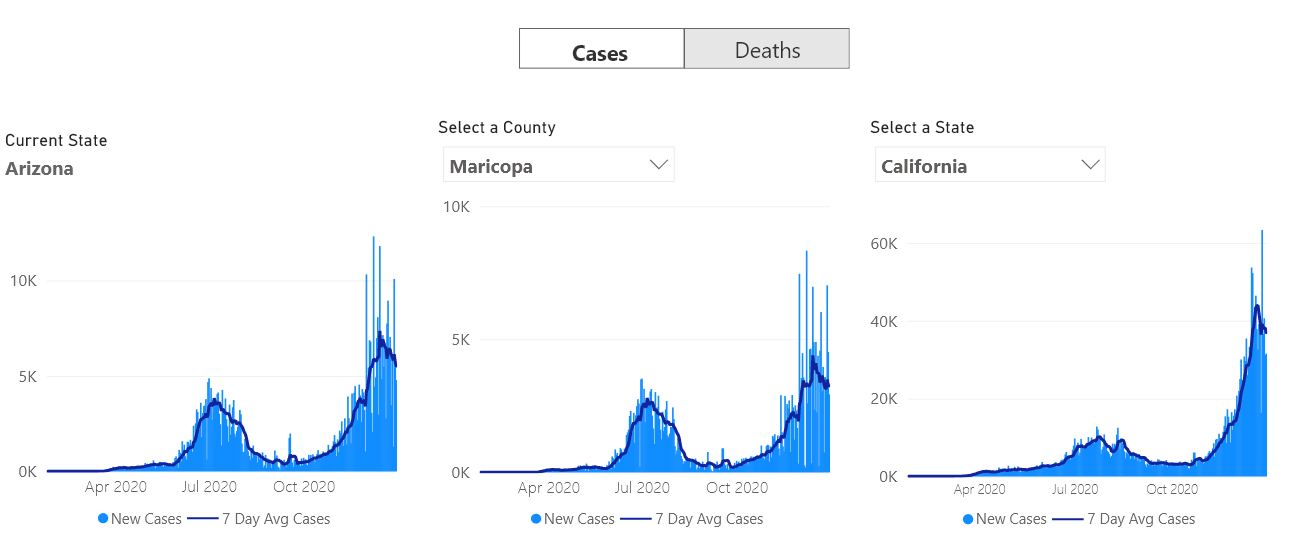 Cases
Deaths
Current State
Arizona
10K
5K
0K
Apr 2020
Jul 2020
Oct 2020
New Cases
7 Day Avg Cases
Select a County
Maricopa
10K
5K
0K
Apr 2020
Jul 2020
Oct 2020
New Cases
7 Day Avg Cases
Select a State
California
60K
40K
20K
0K
Apr 2020
Jul 2020
Oct 2020
New Cases
7 Day Avg Cases